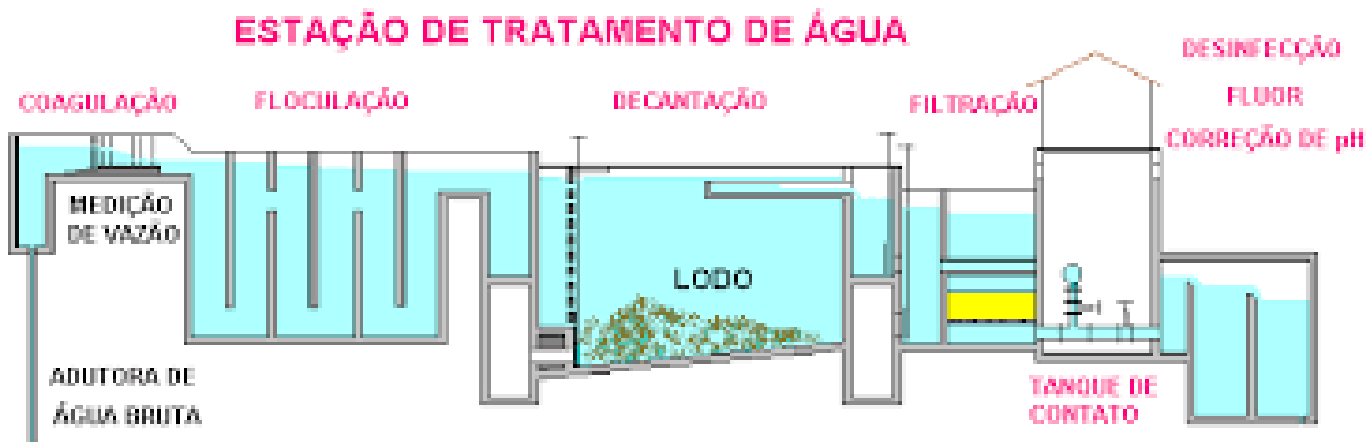 ESTAÇÃO DE TRATAMENTO DE ÁGUA
DESINFECÇÃO
COAGULAÇÃO
FLOCULAÇÃO
DECANTAÇÃO
FILTRAÇÃO
FLUOR
CORREÇÃO DE pH
MEDIÇÃO
DE VAZÃO
LODO
ADUTORA DE
ÁGUA BRUTA
TANQUE DE
CONTATO